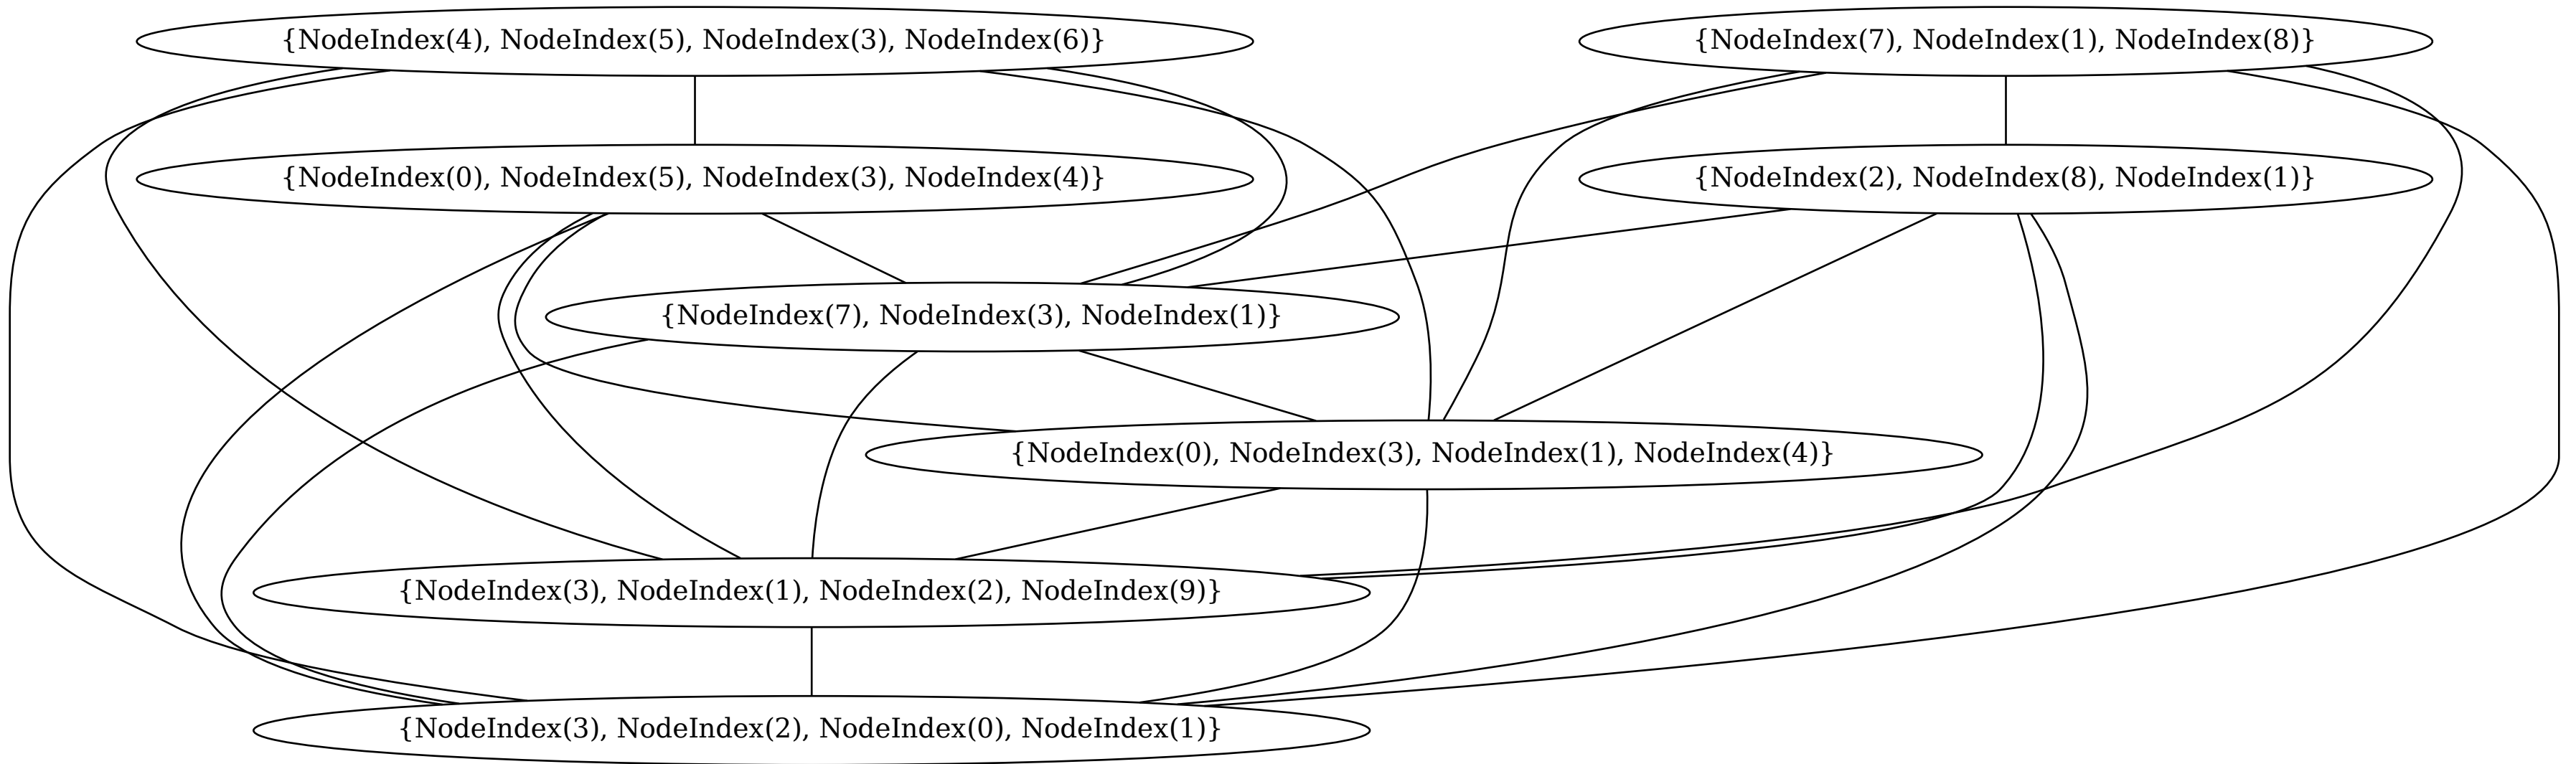 {NodeIndex(4), NodeIndex(5), NodeIndex(3), NodeIndex(6)}
{NodeIndex(7), NodeIndex(1), NodeIndex(8)}
{NodeIndex(0), NodeIndex(5), NodeIndex(3), NodeIndex(4)}
{NodeIndex(2), NodeIndex(8), NodeIndex(1)}
{NodeIndex(7), NodeIndex(3), NodeIndex(1)}
{NodeIndex(0), NodeIndex(3), NodeIndex(1), NodeIndex(4)}
{NodeIndex(3), NodeIndex(1), NodeIndex(2), NodeIndex(9)}
{NodeIndex(3), NodeIndex(2), NodeIndex(0), NodeIndex(1)}